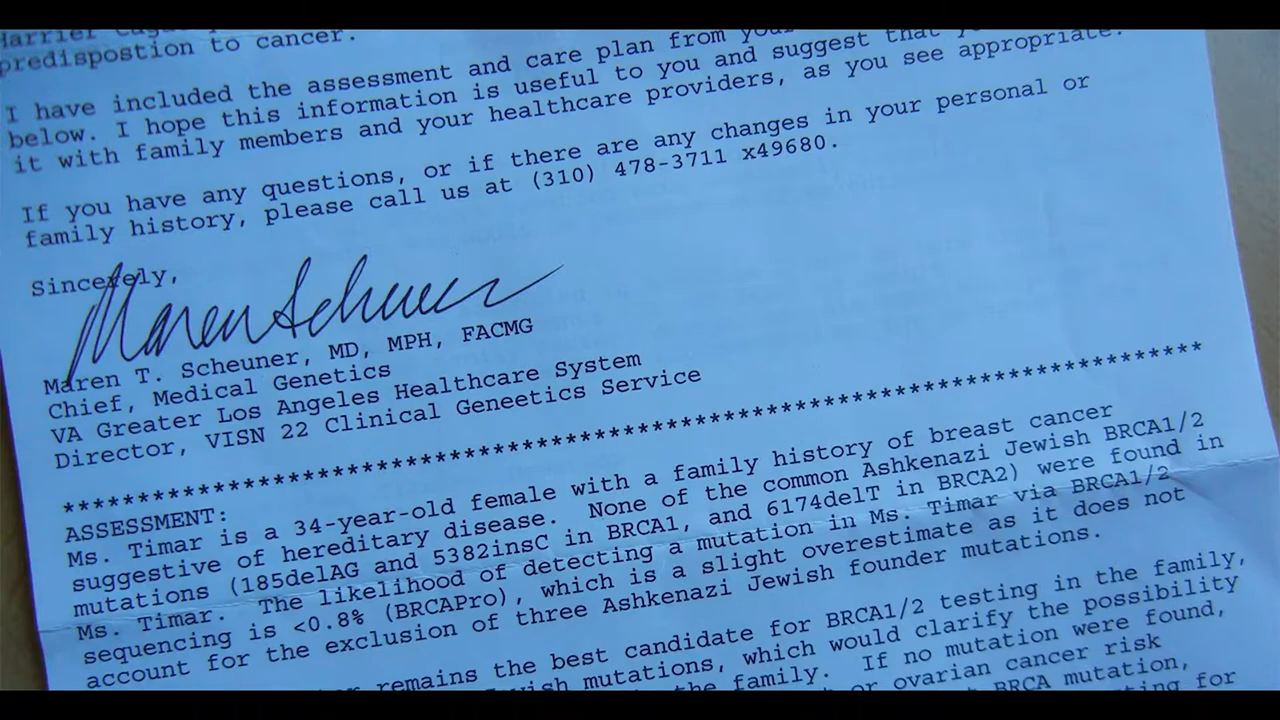 predispostion to cancer.
I have included the assessment and care plan from
below. I hope this information is useful to you and suggest that
it with family members and your healthcare providers, as you see appropriate.
If you have any questions, or if there are any changes in your personal or
family history, please call us at (310) 478-3711 x49680.
Sincerely,
Maren Scheuner
Maren T. Scheuner, MD, MPH, FACMG
Chief, Medical Genetics
VA Greater Los Angeles Healthcare System
Director, VISN 22 Clinical Geneetics Service
****************************************************************************
ASSESSMENT:
Ms. Timar is a 34-year-old female with a family history of breast cancer
suggestive of hereditary disease. None of the common Ashkenazi Jewish BRCA1/2
mutations (185delAG and 5382insC in BRCA1, and 6174delT in BRCA2) were found in
Ms. Timar. The likelihood of detecting a mutation in Ms. Timar via BRCA1/2
sequencing is <0.8% (BRCAPro), which is a slight overestimate as it does not
account for the exclusion of three Ashkenazi Jewish founder mutations.
remains the best candidate for BRCA1/2 testing in the family,
mutations, which would clarify the possibility
the family. If no mutation were found,
or ovarian cancer risk
BRCA mutation,
for